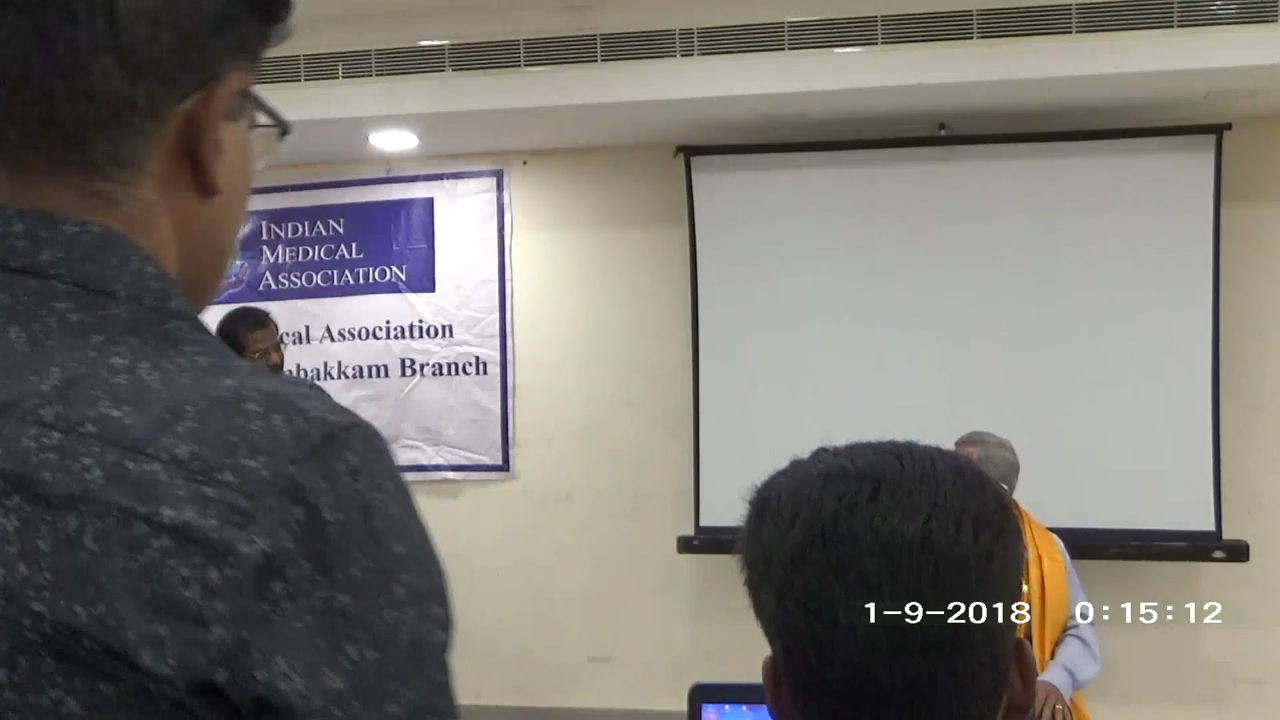 INDIAN
MEDICAL
ASSOCIATION
cal Association
bakkam Branch
1-9-2018 0:15:12